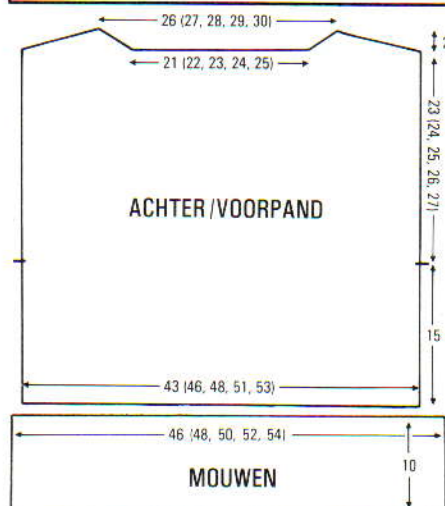 26 (27, 28, 29, 30)
21 (22, 23, 24, 25)
23 (24, 25, 26, 27)
ACHTER/VOORPAND
15
43 (46, 48, 51, 53)
46 (48, 50, 52, 54)
10
MOUWEN